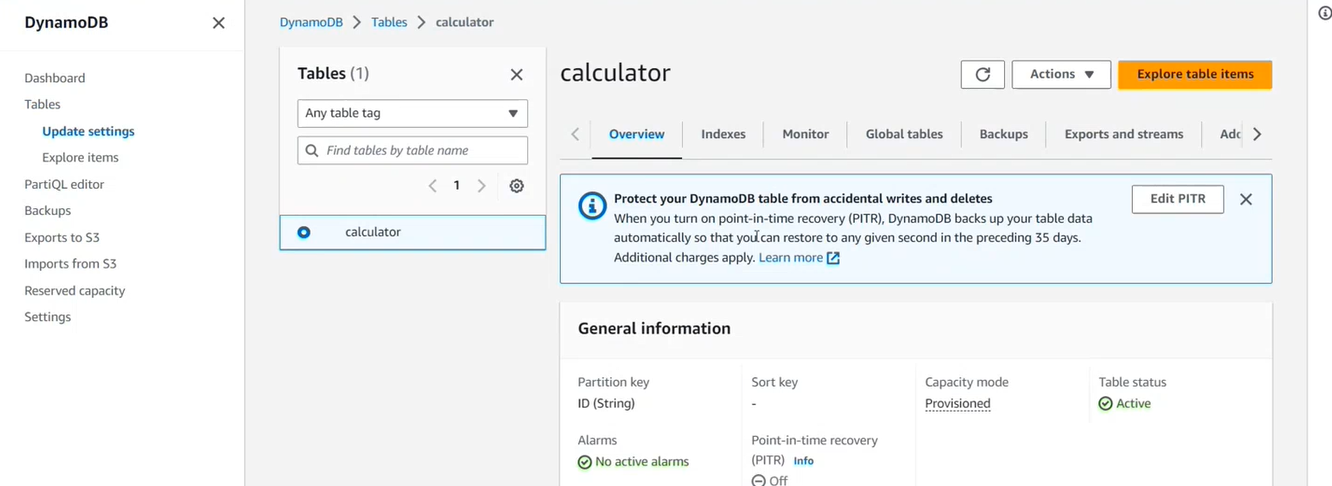 DynamoDB
Dashboard
Tables
Update settings
Explore items
PartiQL editor
Backups
Exports to S3
Imports from S3
Reserved capacity
Settings
DynamoDB > Tables > calculator
Tables (1)
Any table tag
Find tables by table name
1
calculator
calculator
Actions
Explore table items
Overview
Indexes
Monitor
Global tables
Backups
Exports and streams
Protect your DynamoDB table from accidental writes and deletes
When you turn on point-in-time recovery (PITR), DynamoDB backs up your table data
automatically so that you can restore to any given second in the preceding 35 days.
Additional charges apply. Learn more
Edit PITR
General information
Partition key
ID (String)
Sort key
-
Capacity mode
Provisioned
Table status
Active
Alarms
No active alarms
Point-in-time recovery
(PITR) Info
Off